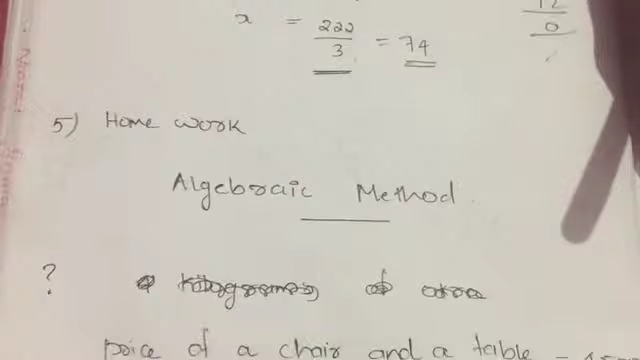 x = 222/3 = 74
12
0
5) Home work
Algebraic Method
?
price of a chair and a table =